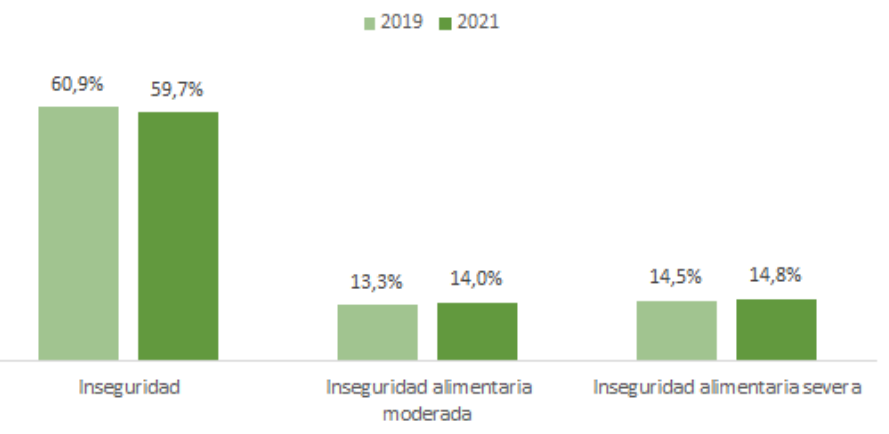 2019 2021
60,9% 59,7%
13,3% 14,0%
14,5% 14,8%
Inseguridad
Inseguridad alimentaria
moderada
Inseguridad alimentaria severa